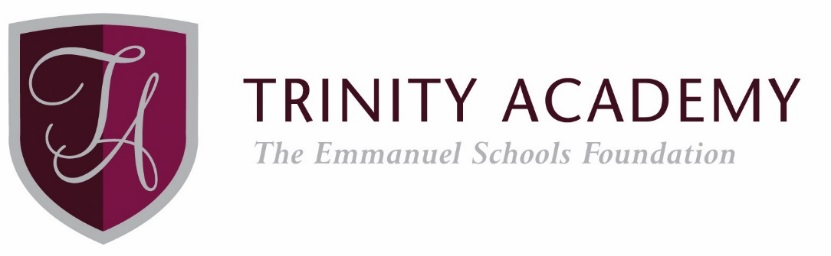 TA
TRINITY ACADEMY
The Emmanuel Schools Foundation